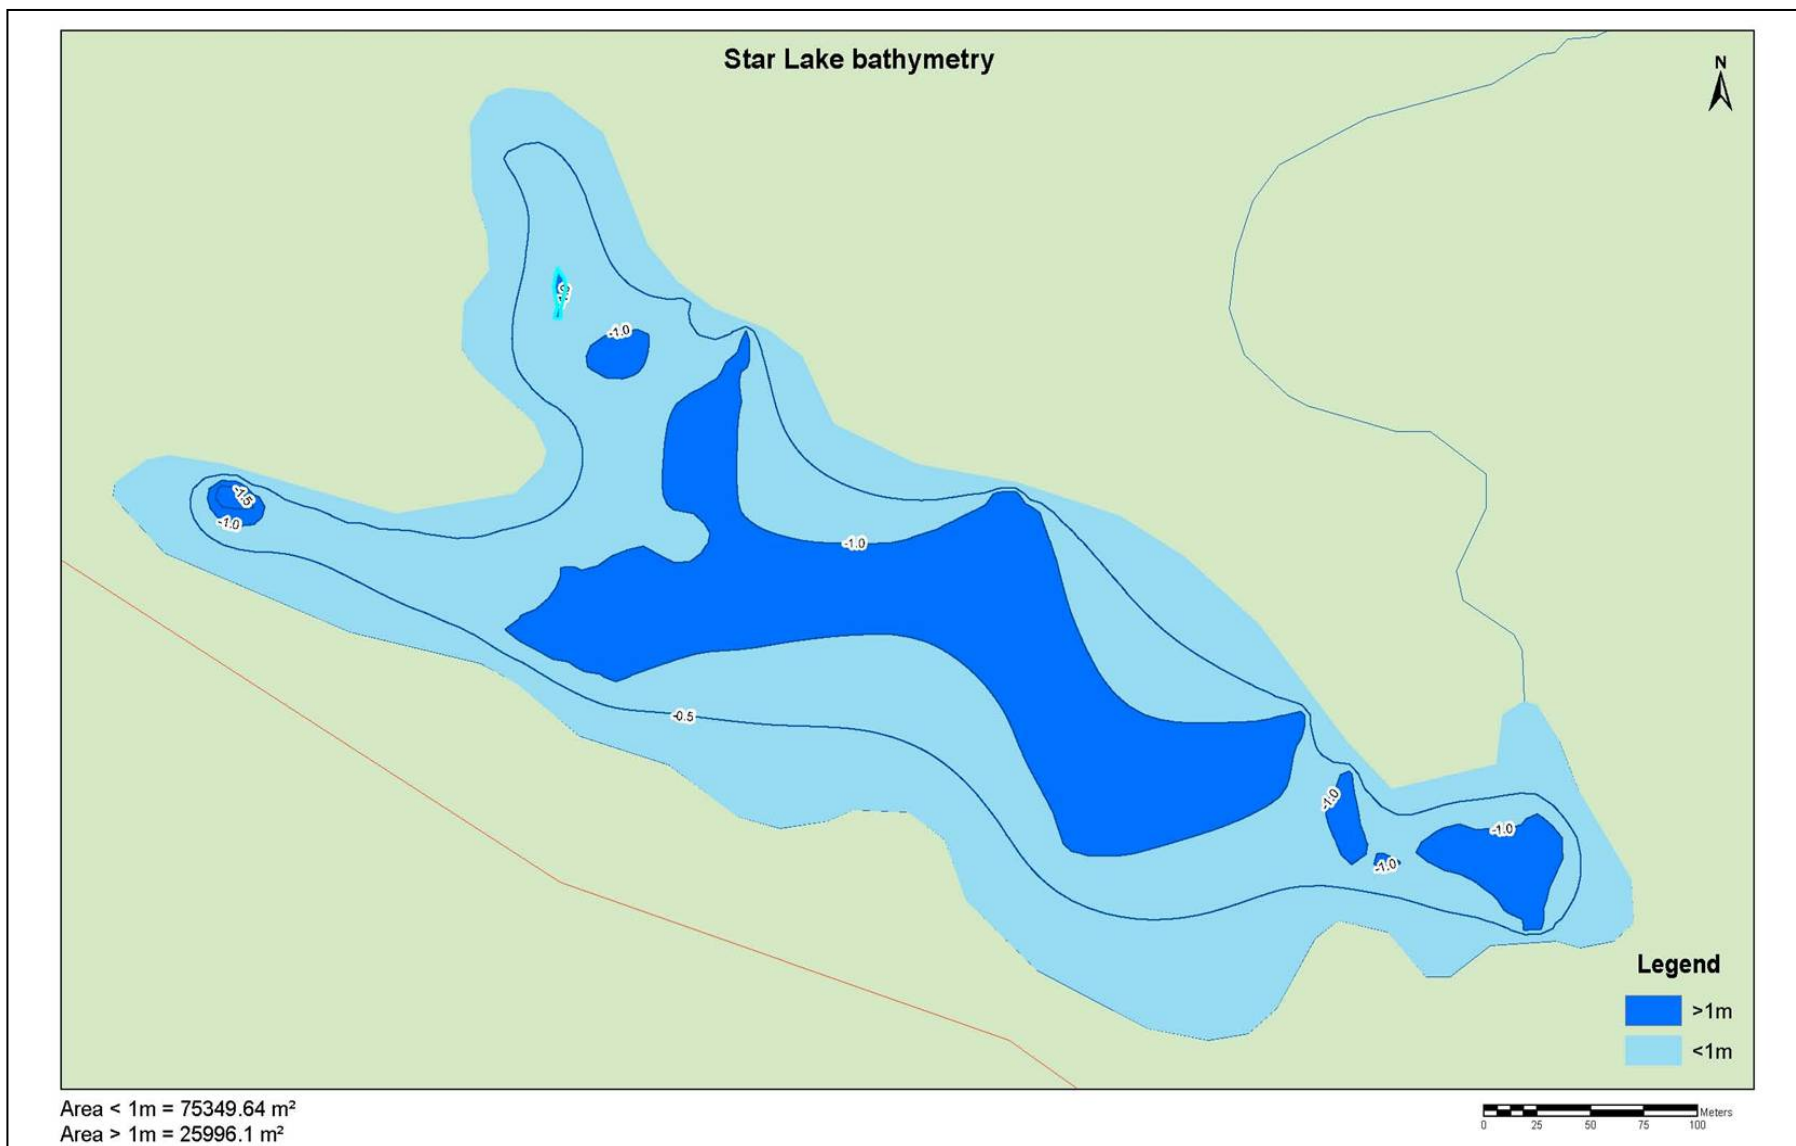 Star Lake bathymetry
N
-1.0
-1.5
-1.0
-1.0
-0.5
-1.0
-1.0
-1.0
Legend
>1m
<1m
Area < 1m = 75349.64 m²
Area > 1m = 25996.1 m²
Meters
0 25 50 75 100